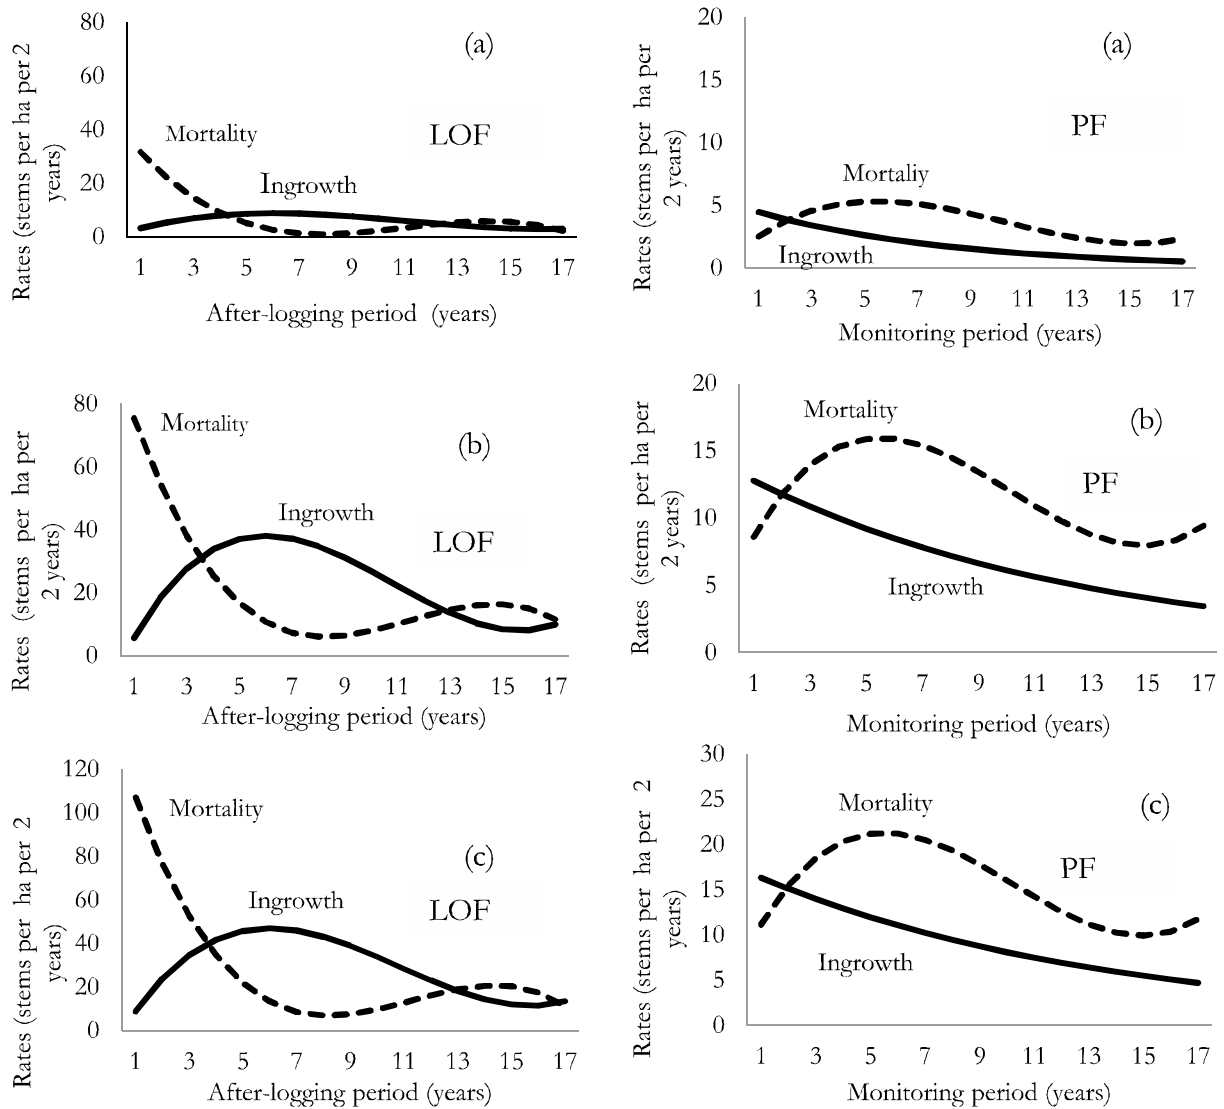 Rates (stems per ha per 2
years)
80
60
40
20
0
(a)
Mortality
LOF
Ingrowth
1 3 5 7 9 11 13 15 17
After-logging period (years)
Rates (stems per ha per
2 years)
20
15
10
5
0
(a)
PF
Mortaliy
Ingrowth
1 3 5 7 9 11 13 15 17
Monitoring period (years)
Rates (stems per ha per
2 years)
80
60
40
20
0
Mortality
(b)
Ingrowth
LOF
1 3 5 7 9 11 13 15 17
After-logging period (years)
Rates (stems per ha per
2 years)
20
15
10
5
0
Mortality
(b)
PF
Ingrowth
1 3 5 7 9 11 13 15 17
Monitoring period (years)
Rates (stems per ha per 2
years)
120
100
80
60
40
20
0
Mortality
(c)
Ingrowth
LOF
1 3 5 7 9 11 13 15 17
After-logging period (years)
Rates (stems per ha per 2
years)
30
25
20
15
10
5
0
Mortality
(c)
PF
Ingrowth
1 3 5 7 9 11 13 15 17
Monitoring period (years)